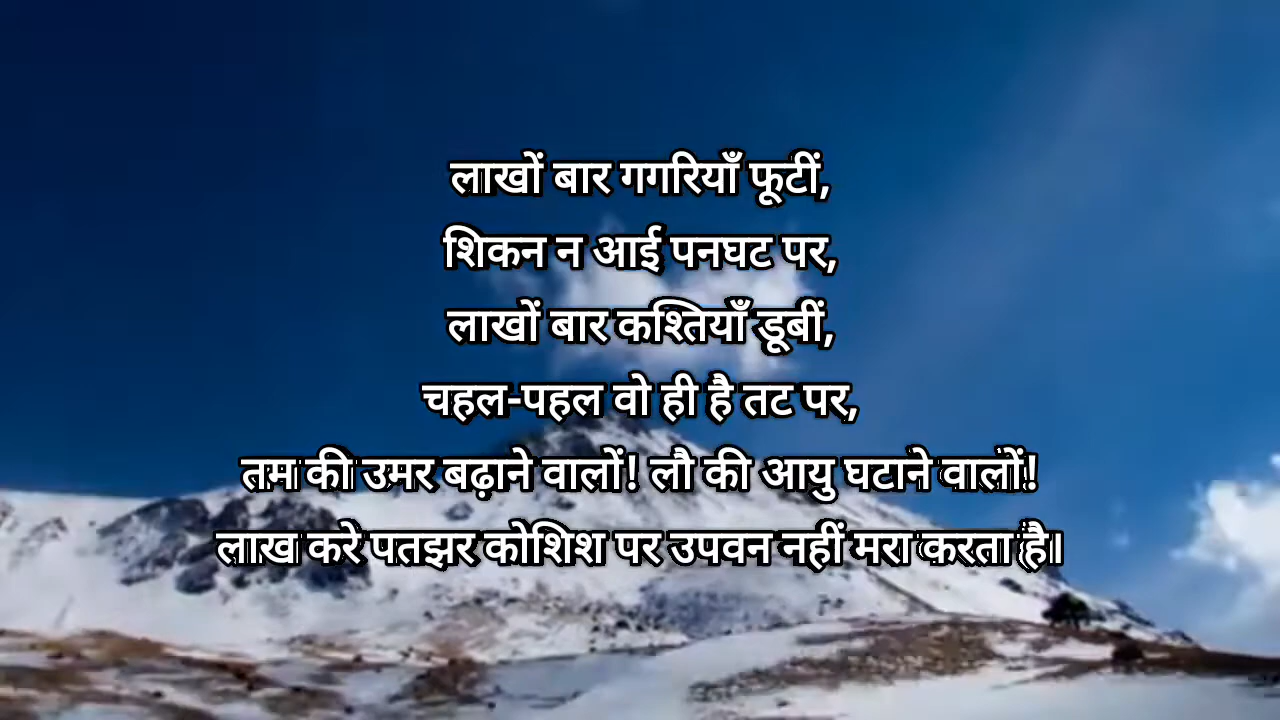 लाखों बार गगरियाँ फूटीं,
शिकन न आई पनघट पर,
लाखों बार कश्तियाँ डूबीं,
चहल-पहल वो ही है तट पर,
तम की उमर बढ़ाने वालों! लौ की आयु घटाने वालों!
लाख करे पतझर कोशिश पर उपवन नहीं मरा करता है।